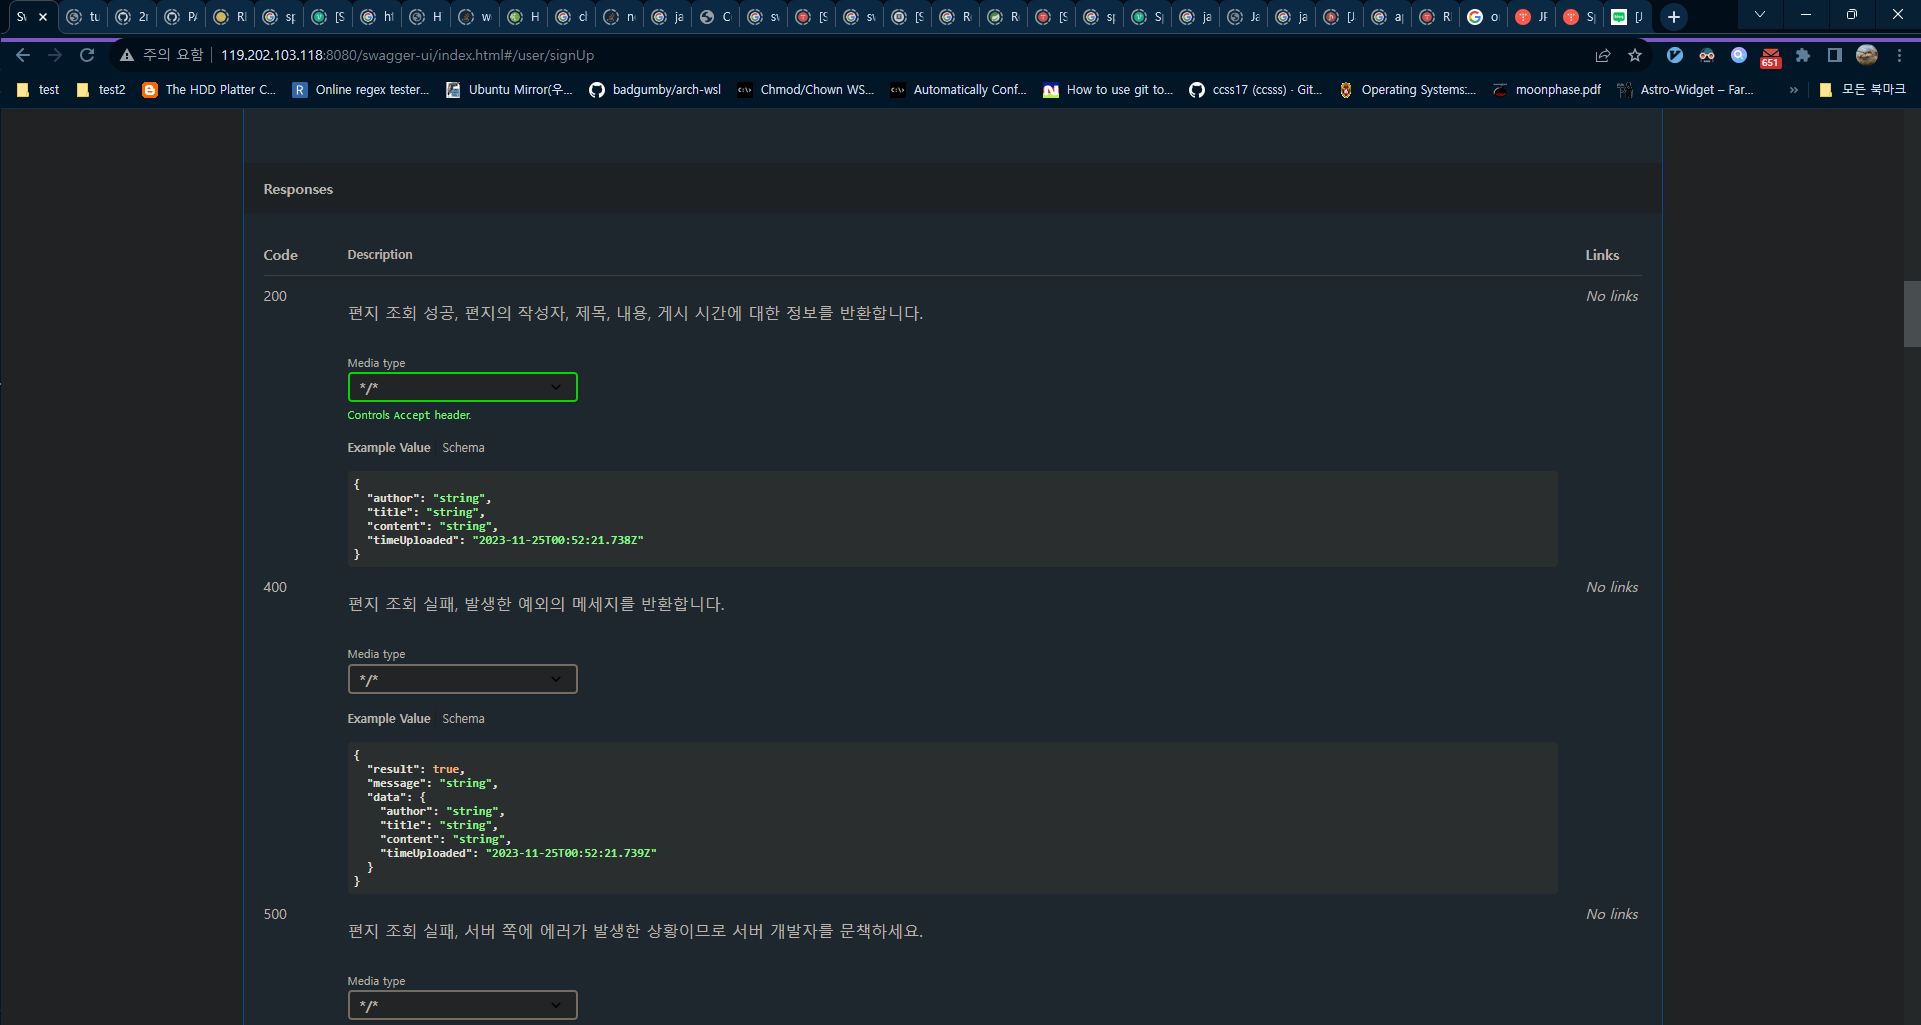 Sv
tu
2r
PA
RI
sp
[S
ht
H
w
H
cl
ne
ja
C
sv
[S
sv
[S
R
R
[S
sp
Sp
ja
Ja
ja
[J
ap
RI
o
JF
Sp
[J
주의 요함
119.202.103.118:8080/swagger-ui/index.html#/user/signUp
651
test
test2
The HDD Platter C...
Online regex tester...
Ubuntu Mirror(우...
badgumby/arch-wsl
Chmod/Chown WS...
Automatically Conf...
How to use git to...
ccss17 (ccsss) · Git...
Operating Systems:...
moonphase.pdf
Astro-Widget – Far...
»
모든 북마크
Responses
Code
Description
Links
200
편지 조회 성공, 편지의 작성자, 제목, 내용, 게시 시간에 대한 정보를 반환합니다.
No links
Media type
*/*
Controls Accept header.
Example Value
Schema
{
"author": "string",
"title": "string",
"content": "string",
"timeUploaded": "2023-11-25T00:52:21.738Z"
}
400
편지 조회 실패, 발생한 예외의 메세지를 반환합니다.
No links
Media type
*/*
Example Value
Schema
{
"result": true,
"message": "string",
"data": {
"author": "string",
"title": "string",
"content": "string",
"timeUploaded": "2023-11-25T00:52:21.739Z"
}
}
500
편지 조회 실패, 서버 쪽에 에러가 발생한 상황이므로 서버 개발자를 문책하세요.
No links
Media type
*/*